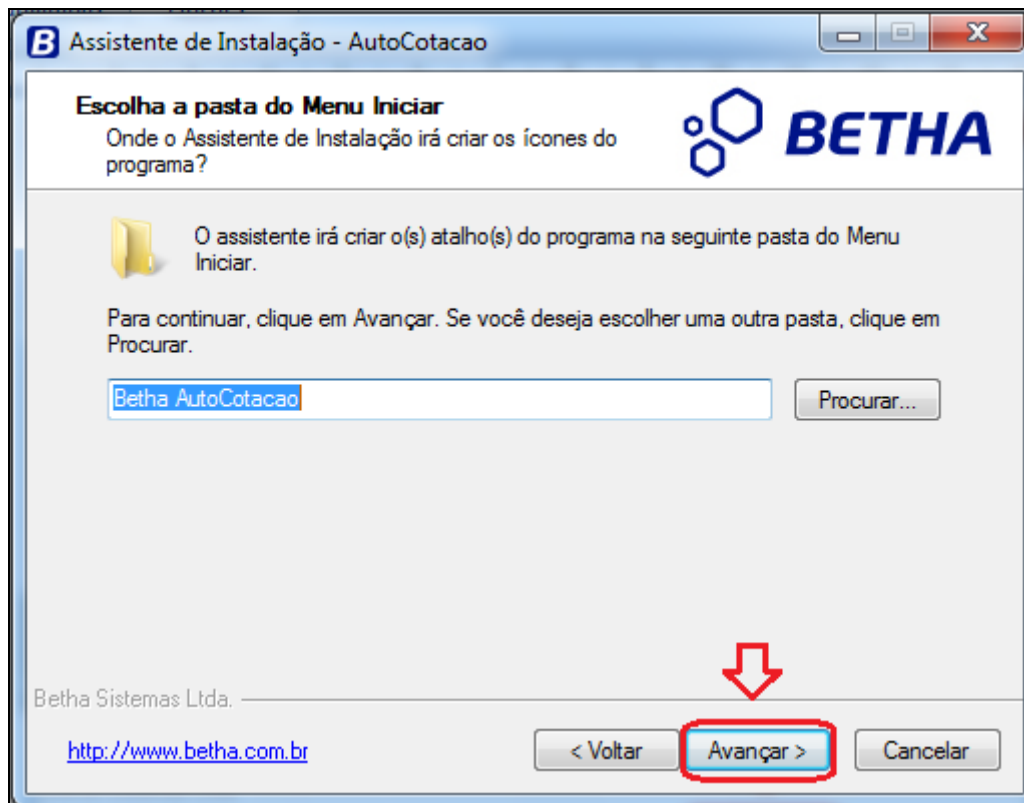 B Assistente de Instalação - AutoCotacao
Escolha a pasta do Menu Iniciar
Onde o Assistente de Instalação irá criar os ícones do
programa?
BETHA
O assistente irá criar o(s) atalho(s) do programa na seguinte pasta do Menu
Iniciar.
Para continuar, clique em Avançar. Se você deseja escolher uma outra pasta, clique em
Procurar.
Betha AutoCotacao
Procurar...
Betha Sistemas Ltda.
http://www.betha.com.br
< Voltar
Avançar >
Cancelar